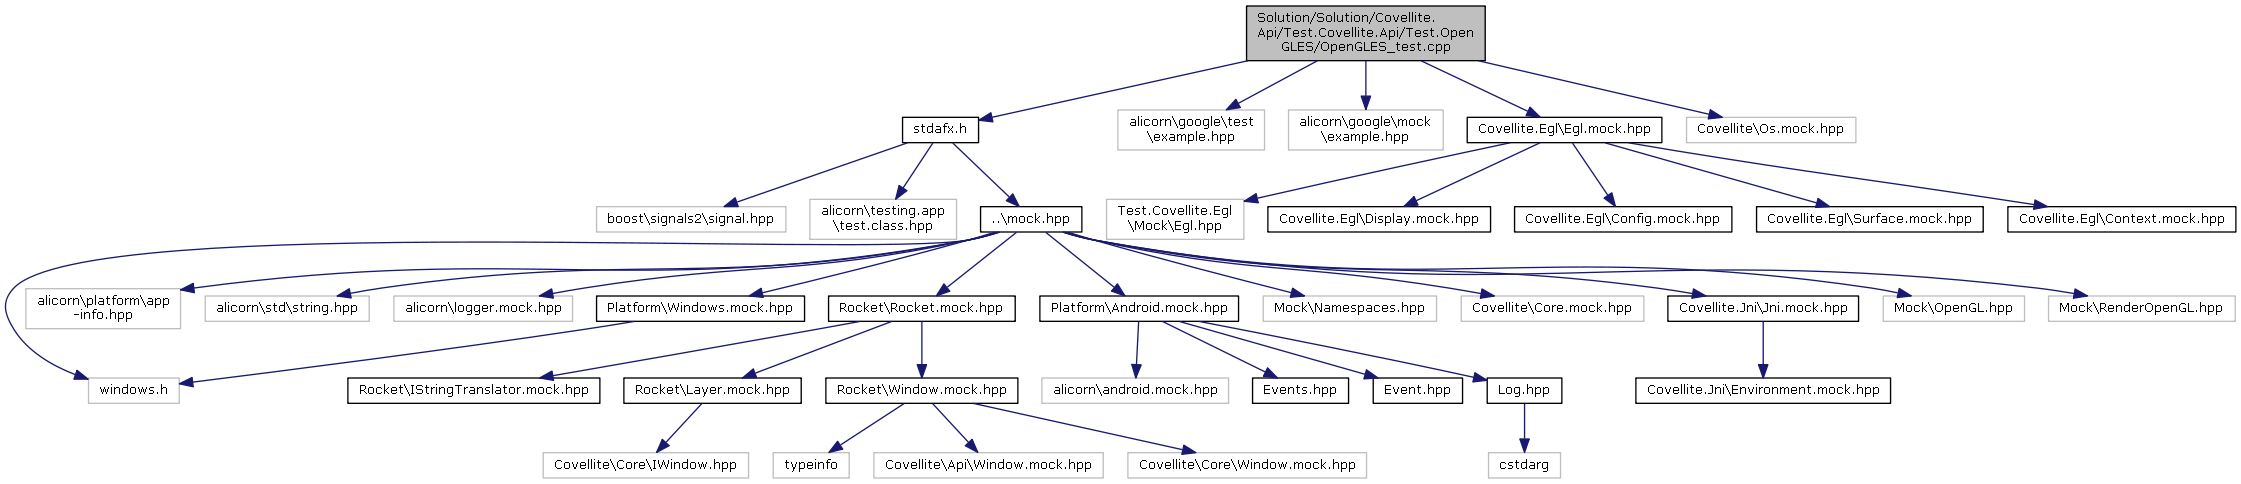 Solution/Solution/Covellite.
Api/Test.Covellite.Api/Test.Open
GLES/OpenGLES_test.cpp
stdafx.h
alicorn\google\test
\example.hpp
alicorn\google\mock
\example.hpp
Covellite.Egl\Egl.mock.hpp
Covellite\Os.mock.hpp
boost\signals2\signal.hpp
alicorn\testing.app
\test.class.hpp
..\mock.hpp
Test.Covellite.Egl
\Mock\Egl.hpp
Covellite.Egl\Display.mock.hpp
Covellite.Egl\Config.mock.hpp
Covellite.Egl\Surface.mock.hpp
Covellite.Egl\Context.mock.hpp
alicorn\platform\app
-info.hpp
alicorn\std\string.hpp
alicorn\logger.mock.hpp
Platform\Windows.mock.hpp
Rocket\Rocket.mock.hpp
Platform\Android.mock.hpp
Mock\Namespaces.hpp
Covellite\Core.mock.hpp
Covellite.Jni\Jni.mock.hpp
Mock\OpenGL.hpp
Mock\RenderOpenGL.hpp
windows.h
Rocket\IStringTranslator.mock.hpp
Rocket\Layer.mock.hpp
Rocket\Window.mock.hpp
alicorn\android.mock.hpp
Events.hpp
Event.hpp
Log.hpp
Covellite.Jni\Environment.mock.hpp
Covellite\Core\IWindow.hpp
typeinfo
Covellite\Api\Window.mock.hpp
Covellite\Core\Window.mock.hpp
cstdarg